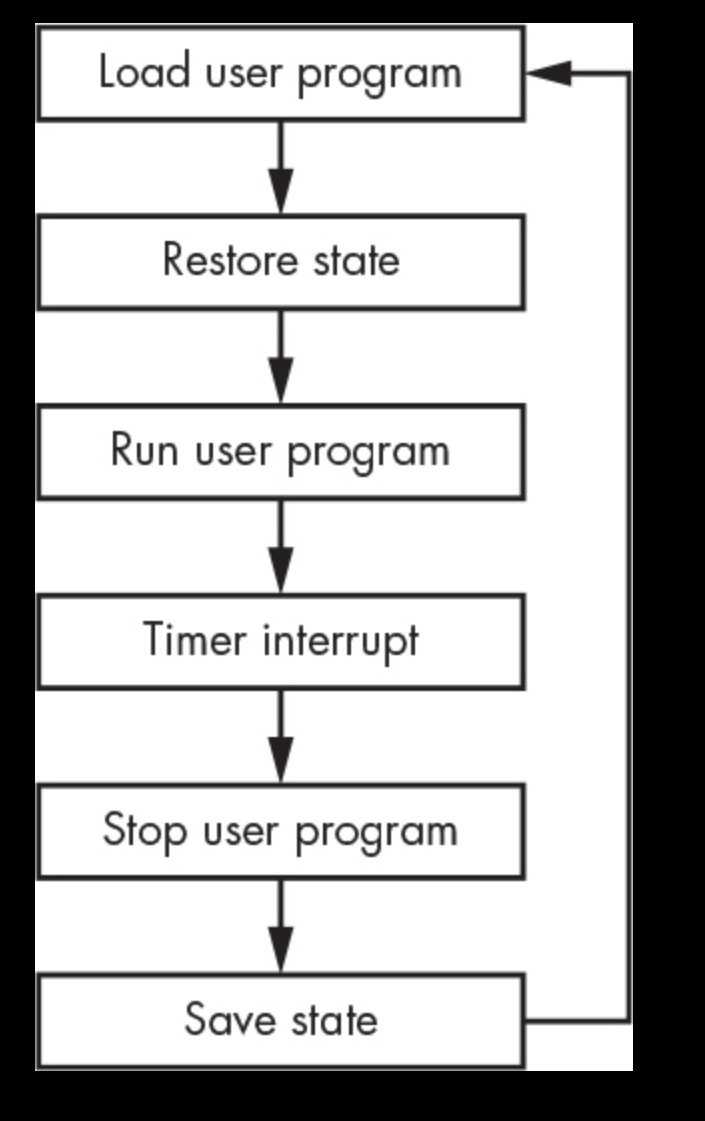 Load user program
Restore state
Run user program
Timer interrupt
Stop user program
Save state